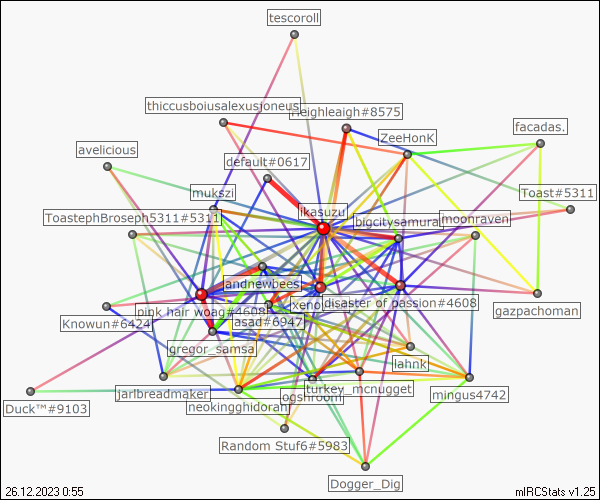 tescoroll
thiccusboiusalexusjoneus
Heighleaigh#8575
facadas.
ZeeHonK
avelicious
default#0617
mukszi
Toast#5311
ikasuzu
ToastephBroseph5311#5311
bigcitysamurai
moonraven
andnewbees
xeno
disaster of passion#4608
pink hair woag#4608
gazpachoman
asad#6947
Knowun#6424
gregor_samsa
lahnk
turkey_mcnugget
jarlbreadmaker
mingus4742
ogshroom
neokingghidorah
Duck™#9103
Random Stuf6#5983
Dogger_Dig
26.12.2023 0:55
mIRCStats v1.25